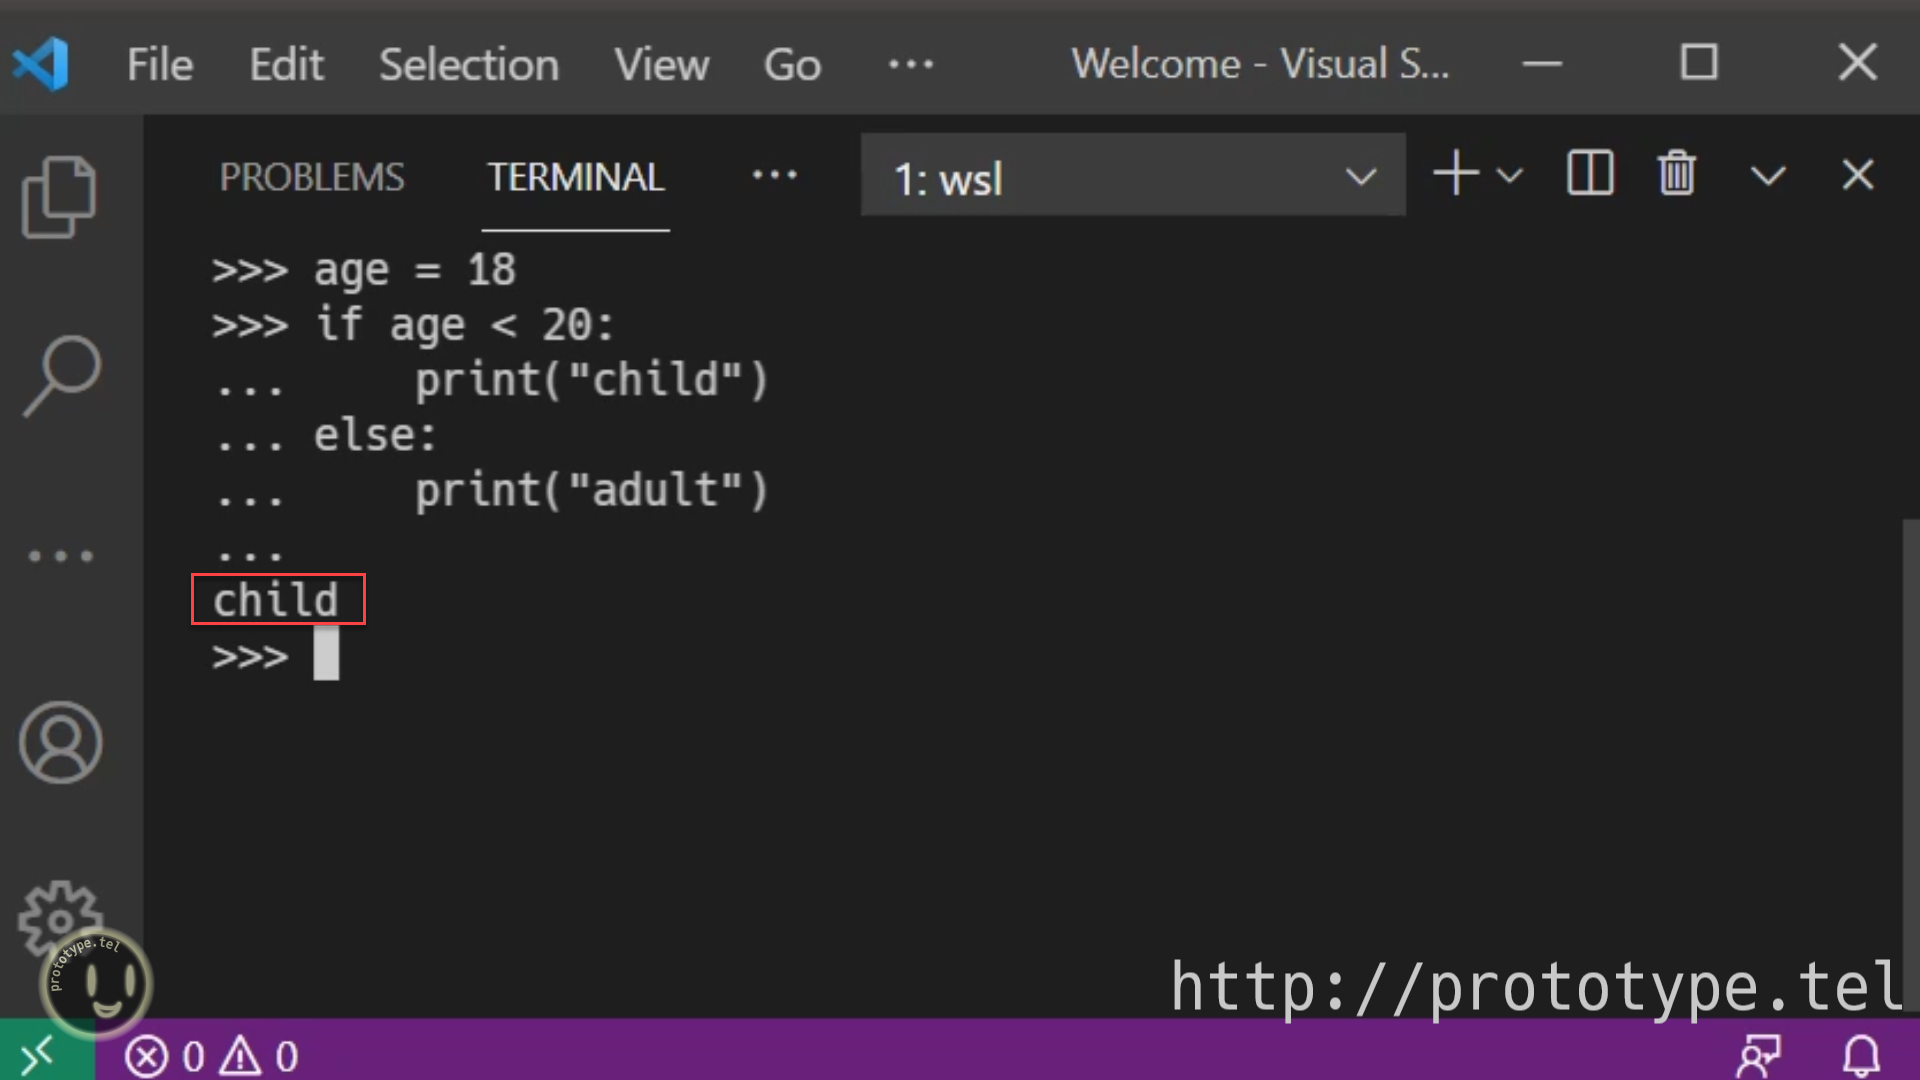 File Edit Selection View Go ··· Welcome - Visual S...
PROBLEMS TERMINAL ··· 1: wsl
>>> age = 18
>>> if age < 20:
...     print("child")
... else:
...     print("adult")
...
child
>>>
prototype.tel
http://prototype.tel
0 0